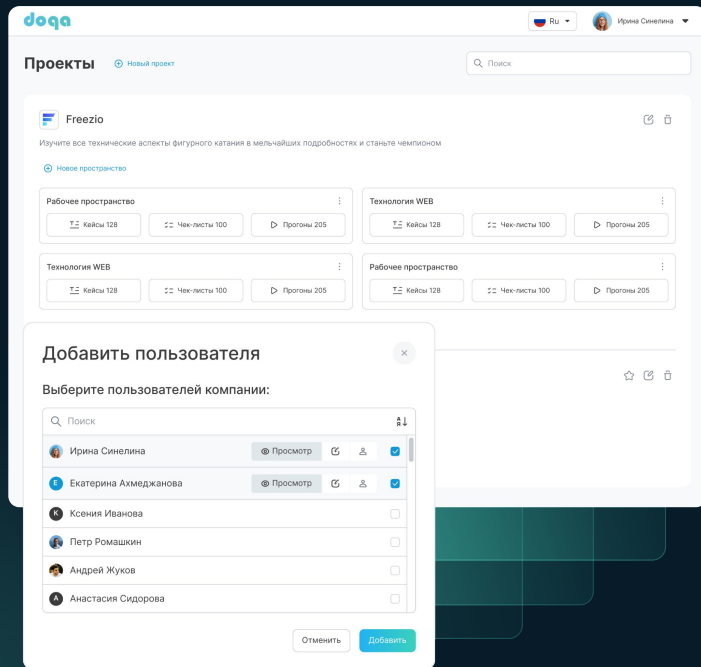 doqa
Ru
Ирина Синелина
Проекты
Новый проект
Поиск
Freezio
Изучите все технические аспекты фигурного катания в мельчайших подробностях и станьте чемпионом
Новое пространство
Рабочее пространство
Кейсы 128
Чек-листы 100
Прогоны 205
Технология WEB
Кейсы 128
Чек-листы 100
Прогоны 205
Технология WEB
Кейсы 128
Чек-листы 100
Прогоны 205
Рабочее пространство
Кейсы 128
Чек-листы 100
Прогоны 205
Добавить пользователя
Выберите пользователей компании:
Поиск
Ирина Синелина
Просмотр
Е Екатерина Ахмеджанова
Просмотр
К Ксения Иванова
Петр Ромашкин
Андрей Жуков
А Анастасия Сидорова
Отменить
Добавить